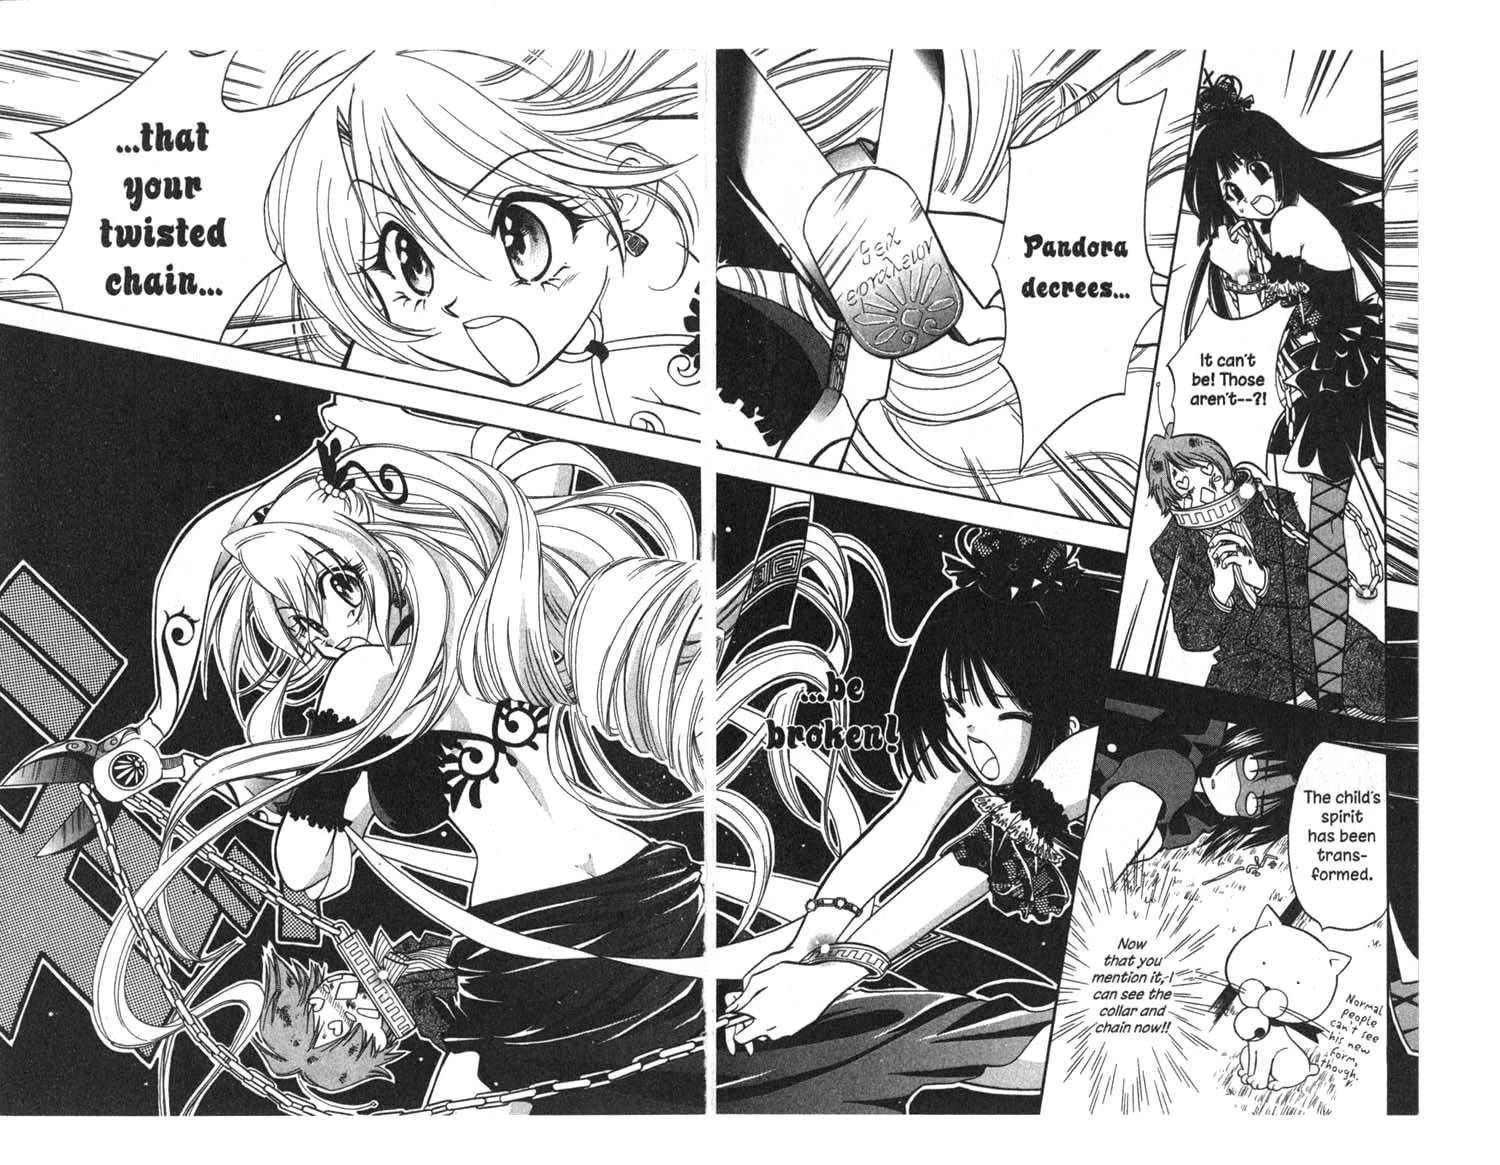 It can't
be! Those
aren't--?!
Pandora
decrees...
...that
your
twisted
chain...
The child's
spirit
has been
trans-
formed.
Now
that you
mention it, I
can see the
collar and
chain now!!
Normal
people
can't see
his new
form,
though.
...be
broken!